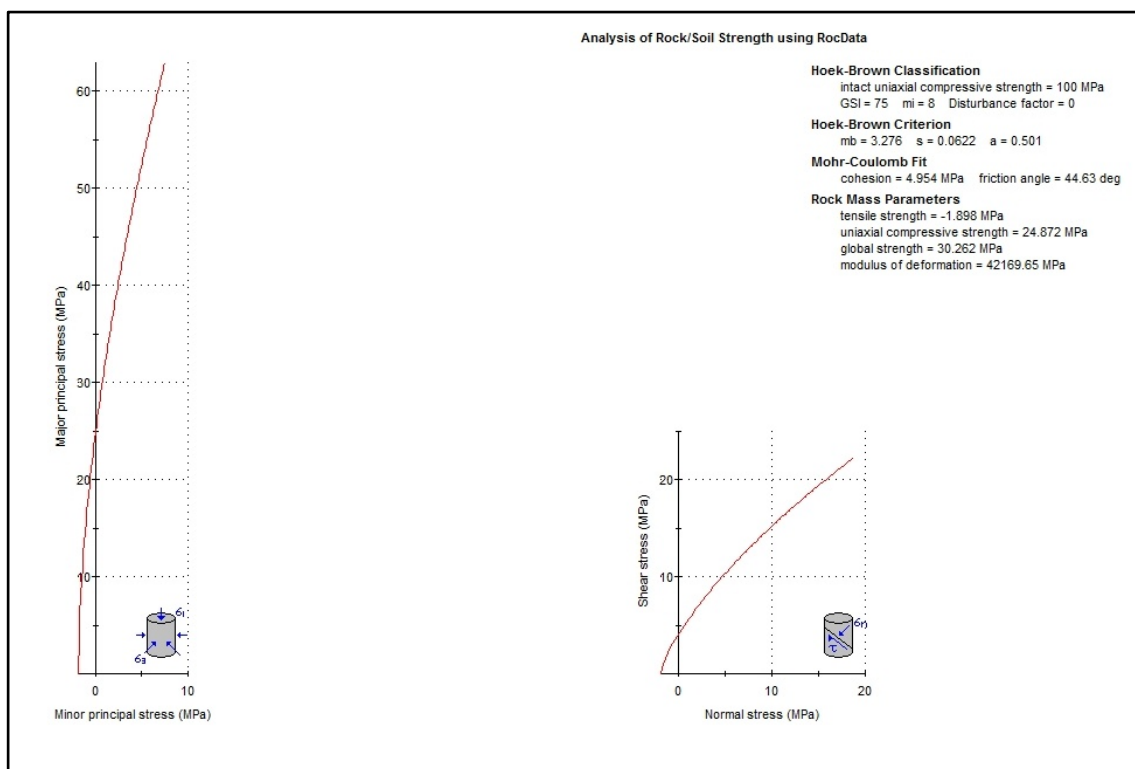 Analysis of Rock/Soil Strength using RocData
Hoek-Brown Classification
intact uniaxial compressive strength = 100 MPa
GSI = 75 mi = 8 Disturbance factor = 0
Hoek-Brown Criterion
mb = 3.276 s = 0.0622 a = 0.501
Mohr-Coulomb Fit
cohesion = 4.954 MPa friction angle = 44.63 deg
Rock Mass Parameters
tensile strength = -1.898 MPa
uniaxial compressive strength = 24.872 MPa
global strength = 30.262 MPa
modulus of deformation = 42169.65 MPa
Major principal stress (MPa)
60
50
40
30
20
10
0 10
Minor principal stress (MPa)
σ1
σ3
Shear stress (MPa)
20
10
0 10 20
Normal stress (MPa)
σn
τ